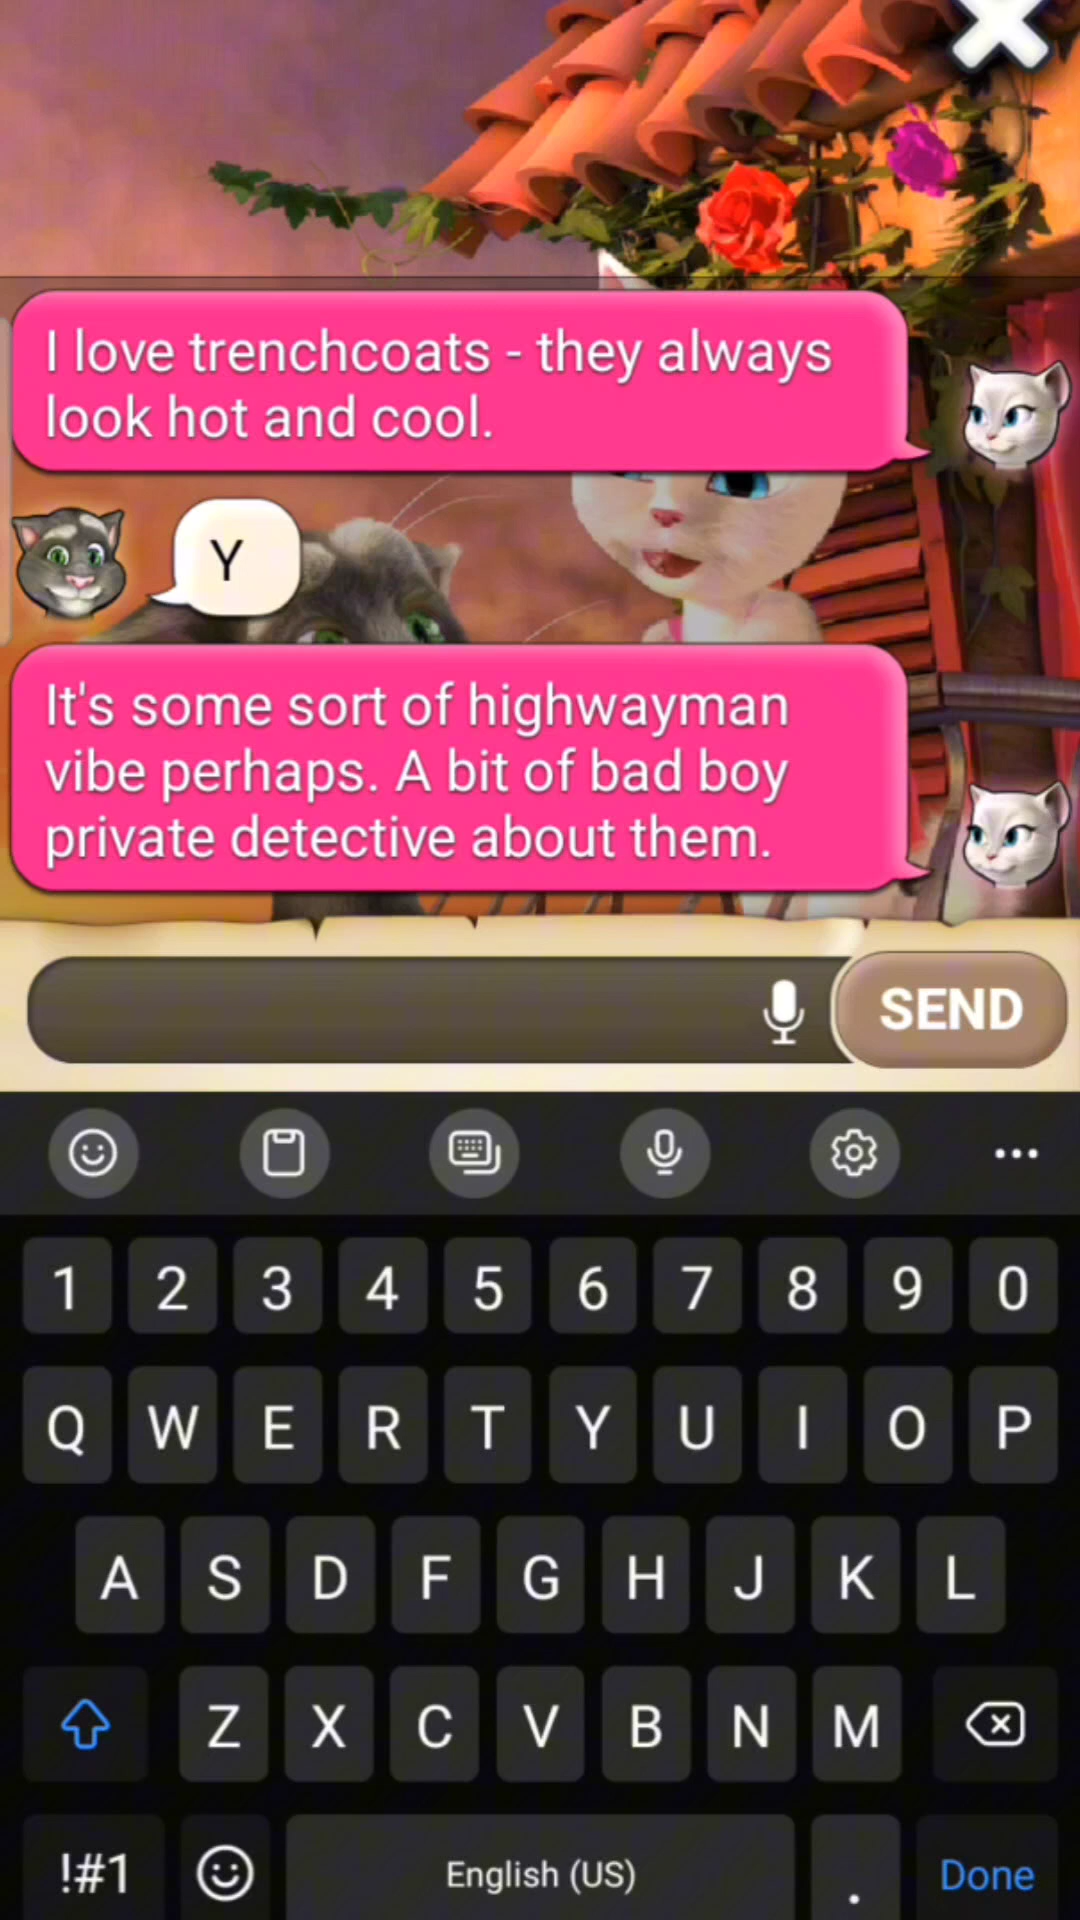 I love trenchcoats - they always
look hot and cool.
Y
It's some sort of highwayman
vibe perhaps. A bit of bad boy
private detective about them.
SEND
1 2 3 4 5 6 7 8 9 0
Q W E R T Y U I O P
A S D F G H J K L
Z X C V B N M
!#1 English (US) . Done